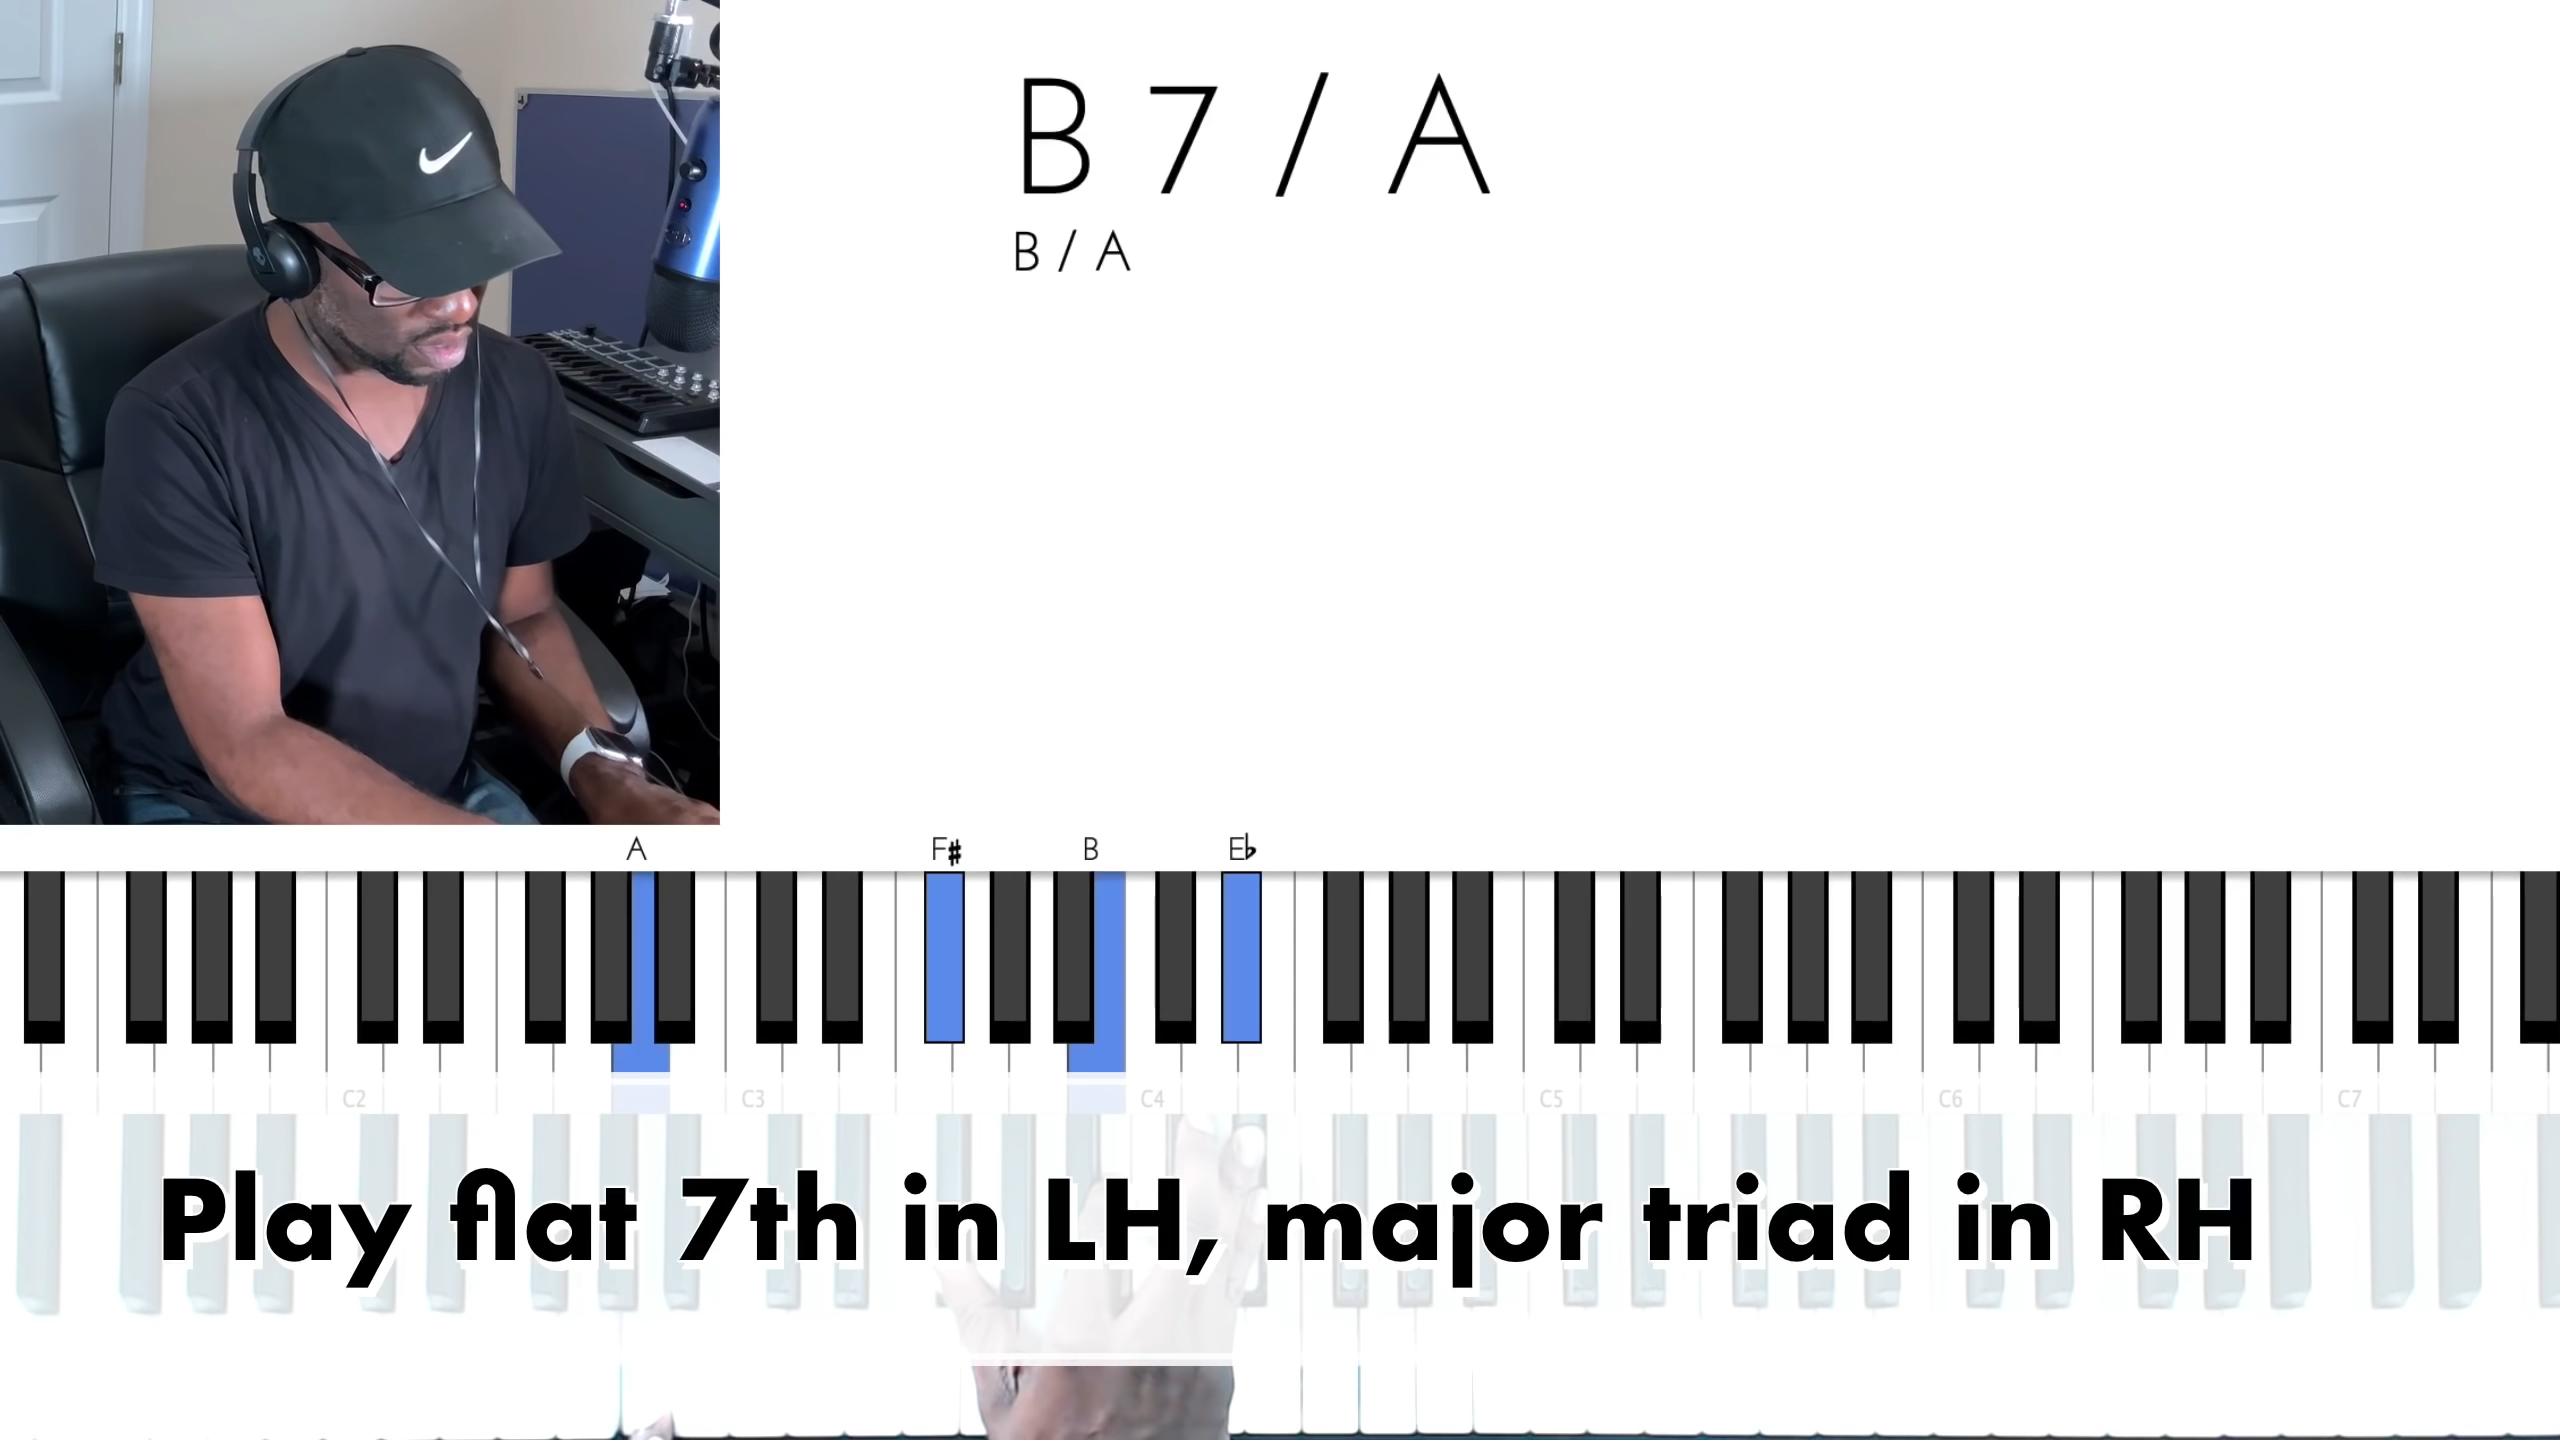 B 7 / A
B / A
A F# B E♭
C2 C3 C4 C5 C6 C7
Play flat 7th in LH, major triad in RH